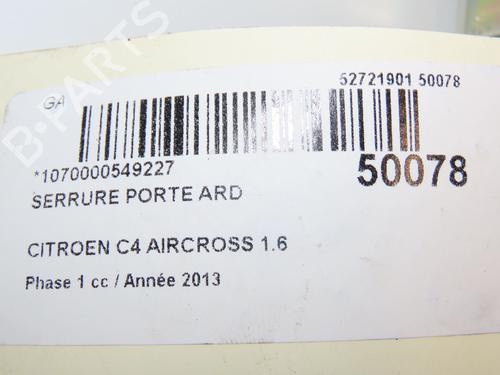 B-PARTS
52721901 50078
GA
*1070000549227
50078
SERRURE PORTE ARD
CITROEN C4 AIRCROSS 1.6
Phase 1 cc / Année 2013